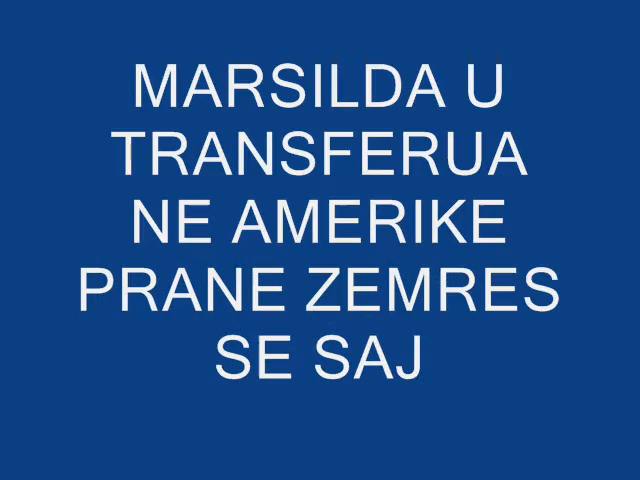 MARSILDA U
TRANSFERUA
NE AMERIKE
PRANE ZEMRES
SE SAJ